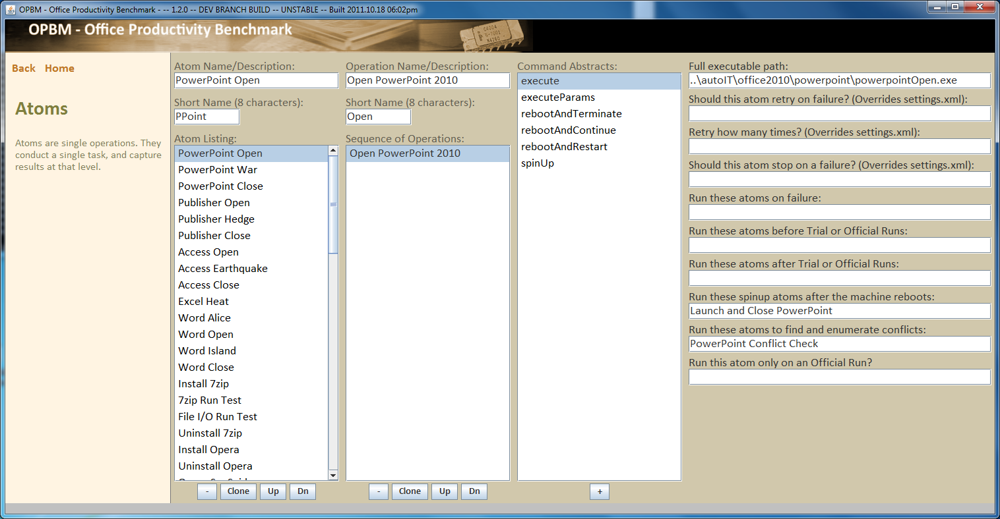 OPBM - Office Productivity Benchmark - -- 1.2.0 -- DEV BRANCH BUILD -- UNSTABLE -- Built 2011.10.18 06:02pm
OPBM - Office Productivity Benchmark
C4004
Back Home
Atoms
Atoms are single operations. They
conduct a single task, and capture
results at that level.
Atom Name/Description:
PowerPoint Open
Short Name (8 characters):
PPoint
Atom Listing:
PowerPoint Open
PowerPoint War
PowerPoint Close
Publisher Open
Publisher Hedge
Publisher Close
Access Open
Access Earthquake
Access Close
Excel Heat
Word Alice
Word Open
Word Island
Word Close
Install 7zip
7zip Run Test
File I/O Run Test
Uninstall 7zip
Install Opera
Uninstall Opera
- Clone Up Dn
Operation Name/Description:
Open PowerPoint 2010
Short Name (8 characters):
Open
Sequence of Operations:
Open PowerPoint 2010
- Clone Up Dn
Command Abstracts:
execute
executeParams
rebootAndTerminate
rebootAndContinue
rebootAndRestart
spinUp
+
Full executable path:
..\autoIT\office2010\powerpoint\powerpointOpen.exe
Should this atom retry on failure? (Overrides settings.xml):
Retry how many times? (Overrides settings.xml):
Should this atom stop on a failure? (Overrides settings.xml):
Run these atoms on failure:
Run these atoms before Trial or Official Runs:
Run these atoms after Trial or Official Runs:
Run these spinup atoms after the machine reboots:
Launch and Close PowerPoint
Run these atoms to find and enumerate conflicts:
PowerPoint Conflict Check
Run this atom only on an Official Run?